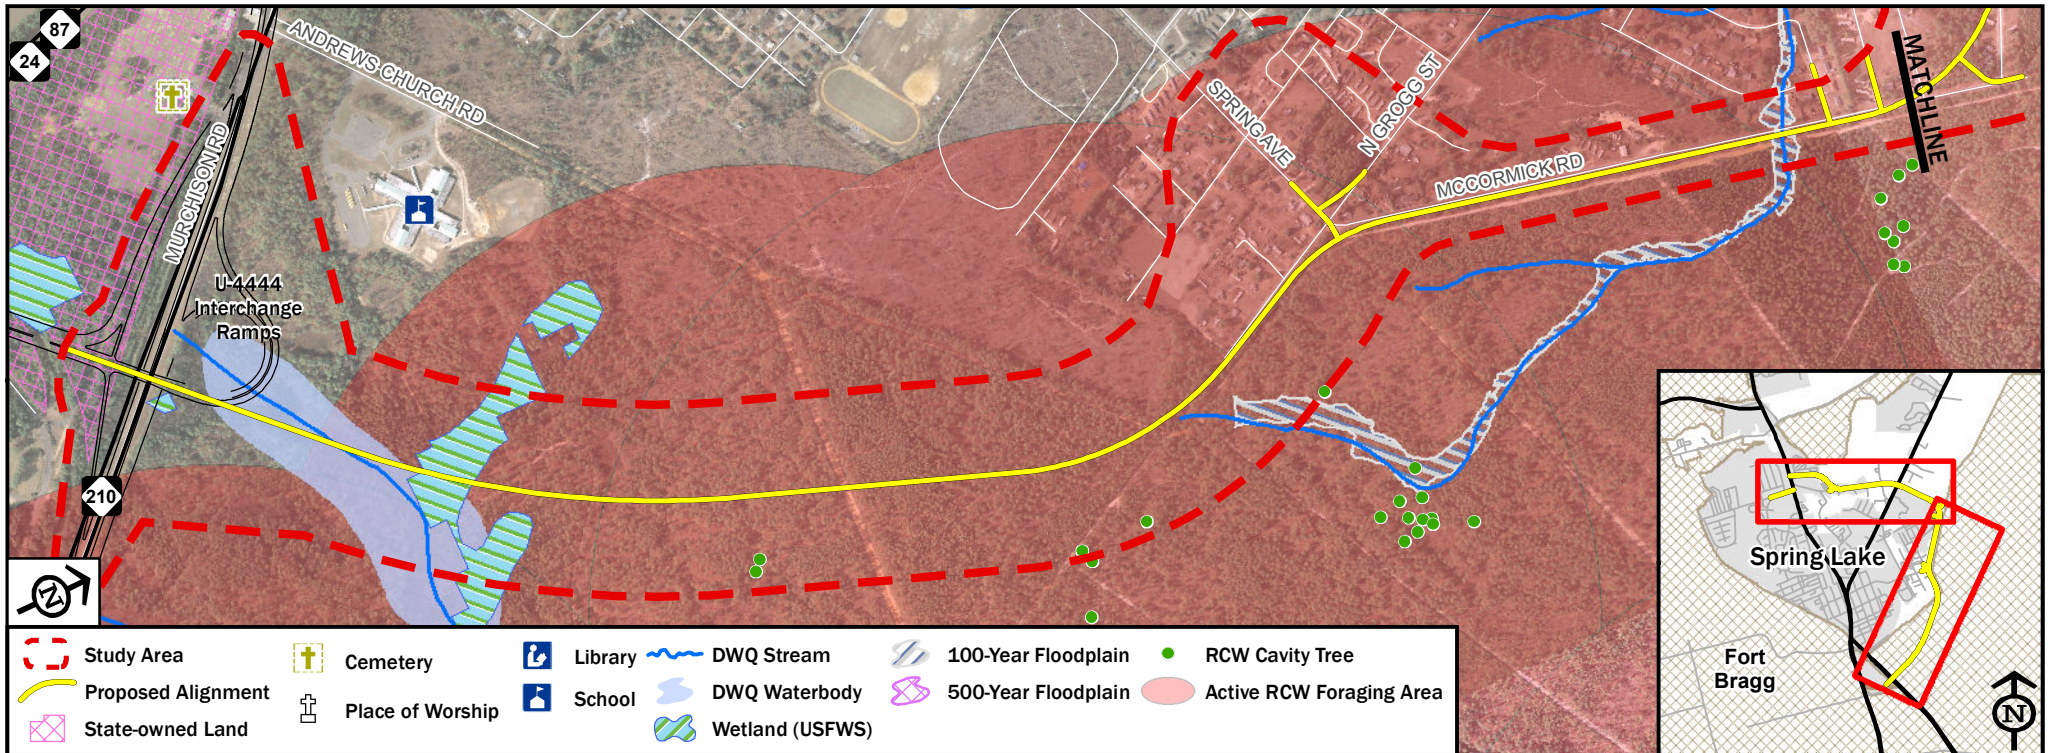 87
24
ANDREWS CHURCH RD
MURCHISON RD
U-4444
Interchange
Ramps
210
SPRING AVE
N GROGG ST
MCCORMICK RD
MATCHLINE
N
Spring Lake
Fort
Bragg
N
Study Area
Proposed Alignment
State-owned Land
Cemetery
Place of Worship
Library
School
DWQ Stream
DWQ Waterbody
Wetland (USFWS)
100-Year Floodplain
500-Year Floodplain
RCW Cavity Tree
Active RCW Foraging Area